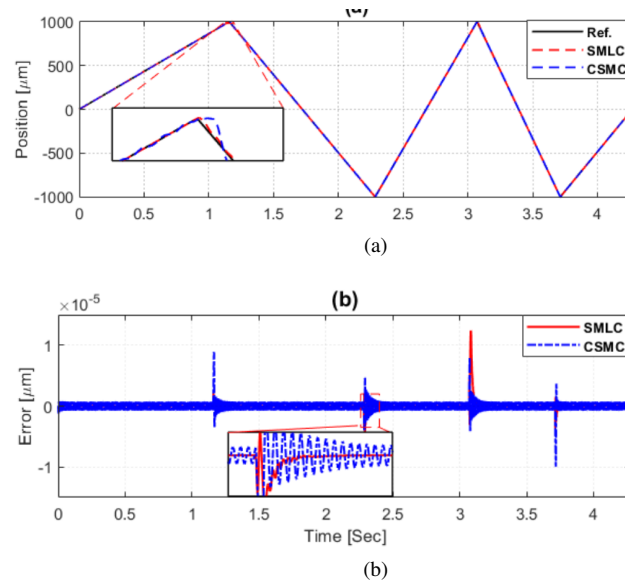 (a)
1000
500
0
-500
-1000
Position [μm]
Ref.
SMLC
CSMC
0 0.5 1 1.5 2 2.5 3 3.5 4
(a)
(b)
×10⁻⁵
1
0
-1
Error [μm]
SMLC
CSMC
0 0.5 1 1.5 2 2.5 3 3.5 4
Time [Sec]
(b)